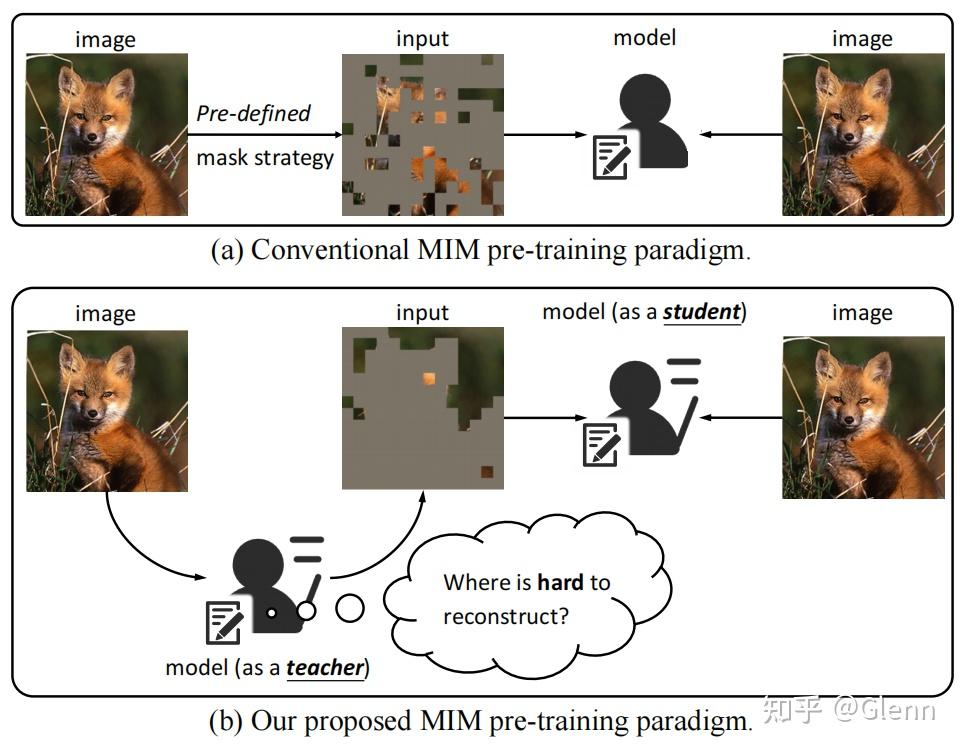 image
input
model
image
Pre-defined
mask strategy
(a) Conventional MIM pre-training paradigm.
image
input
model (as a student)
image
Where is hard to
reconstruct?
model (as a teacher)
(b) Our proposed MIM pre-training paradigm.
知乎 @Glenn